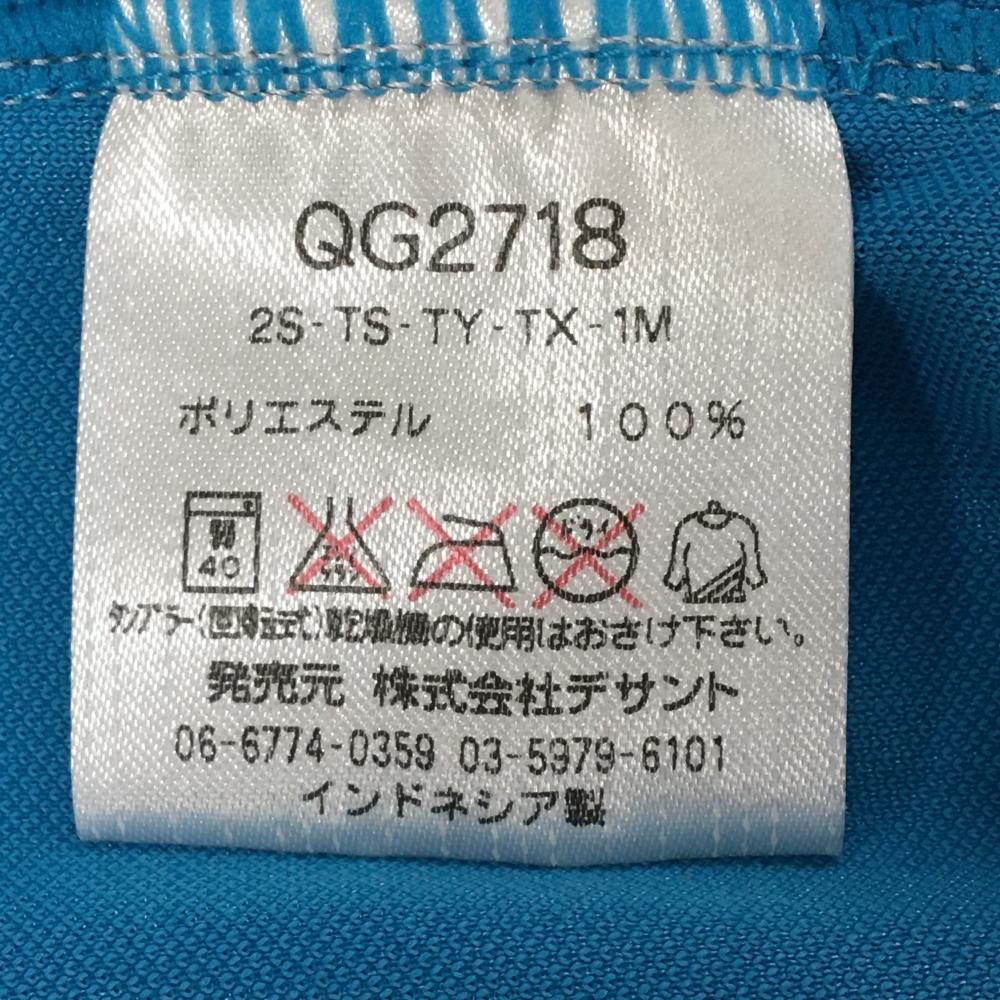 QG2718
2S-TS-TY-TX-1M
ポリエステル 100%
弱 40 ドライ
タンブラー(回転式)乾燥機の使用はおさけ下さい。
発売元 株式会社デサント
06-6774-0359 03-5979-6101
インドネシア製